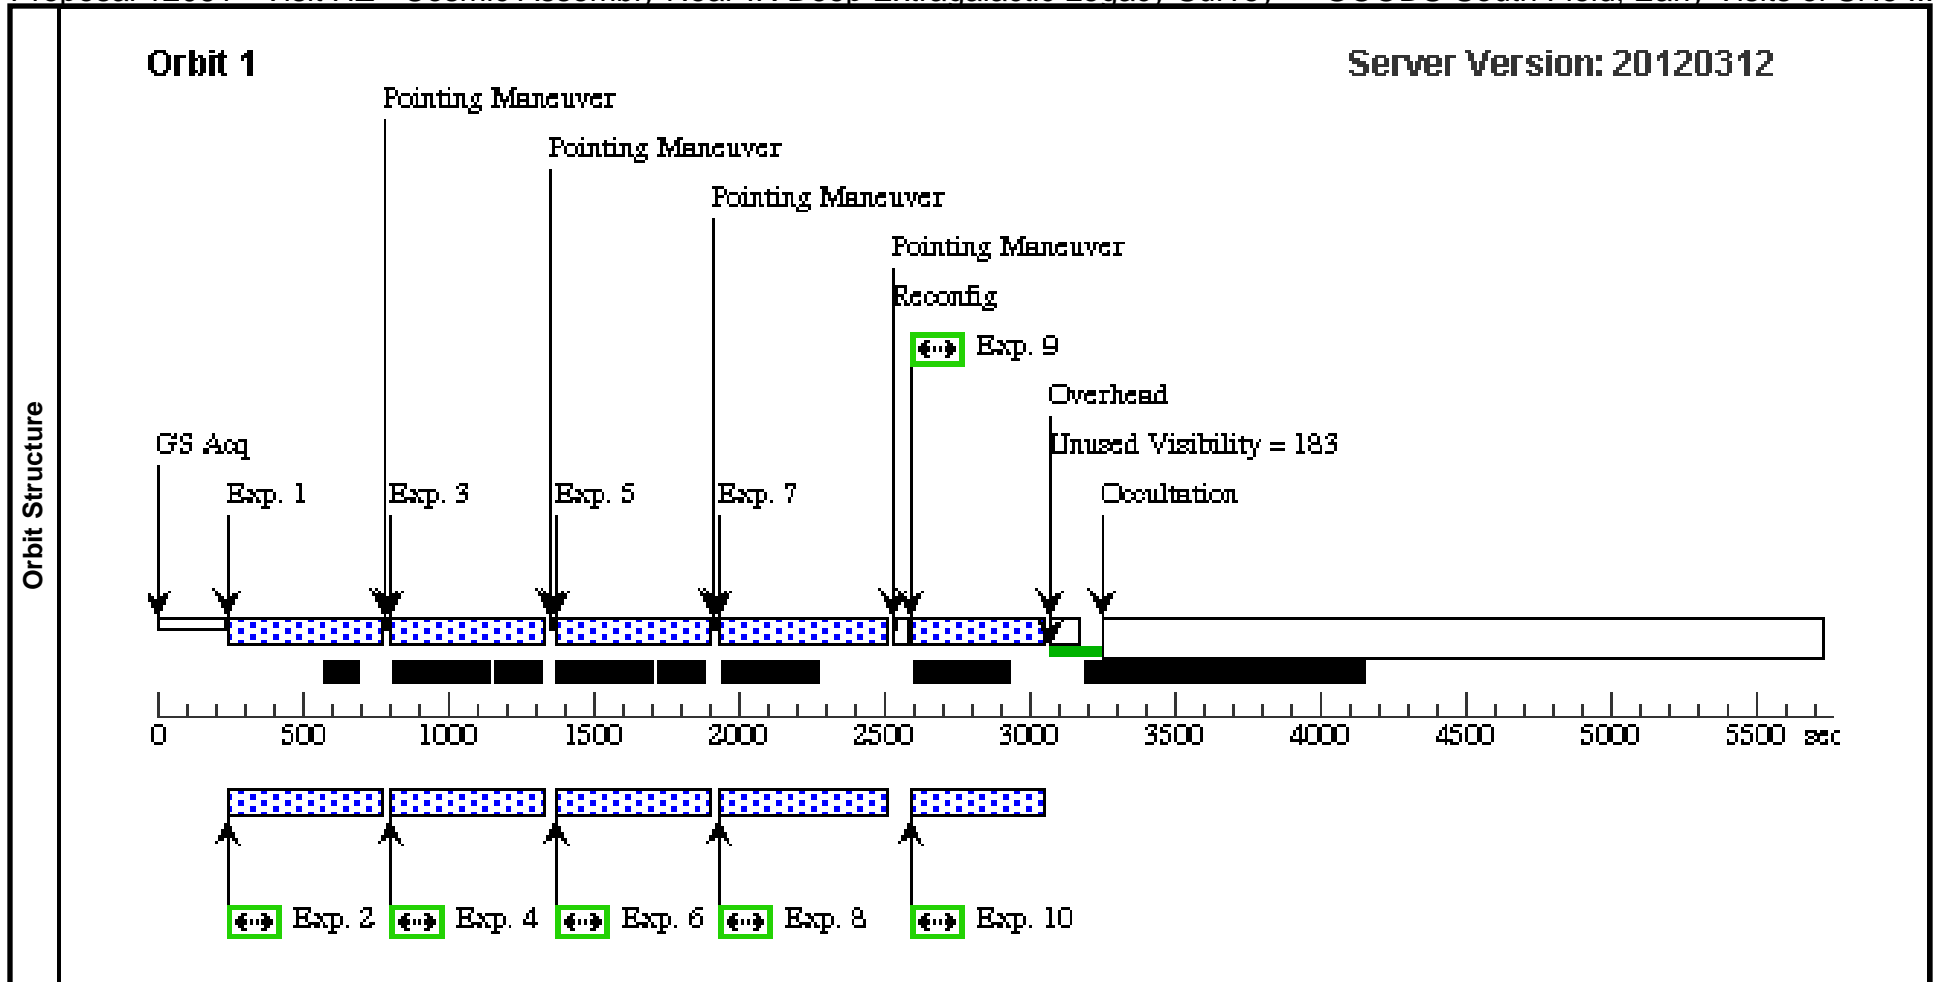 Orbit 1
Server Version: 20120312
Pointing Maneuver
Pointing Maneuver
Pointing Maneuver
Pointing Maneuver
Reconfig
Exp. 9
Overhead
GS Acq
Unused Visibility = 183
Exp. 1
Exp. 3
Exp. 5
Exp. 7
Occultation
Orbit Structure
0 500 1000 1500 2000 2500 3000 3500 4000 4500 5000 5500 sec
Exp. 2
Exp. 4
Exp. 6
Exp. 8
Exp. 10